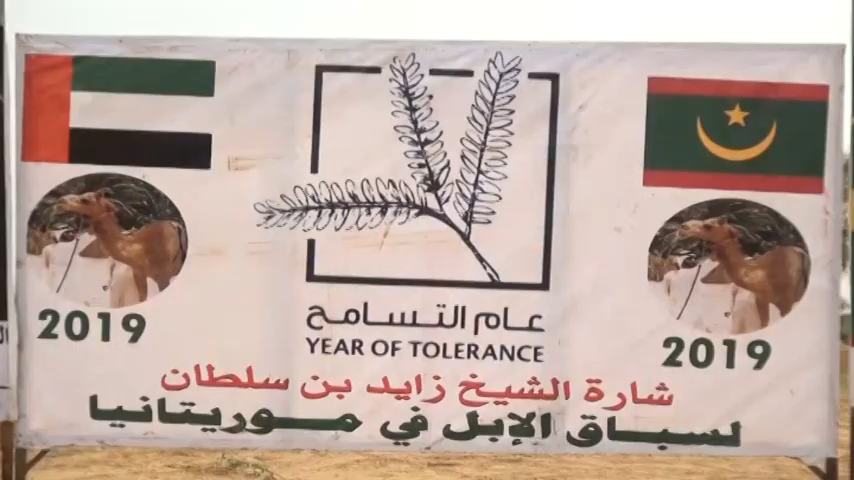 عام التسامح
YEAR OF TOLERANCE
2019
2019
شارة الشيخ زايد بن سلطان
لسباق الإبل في موريتانيا